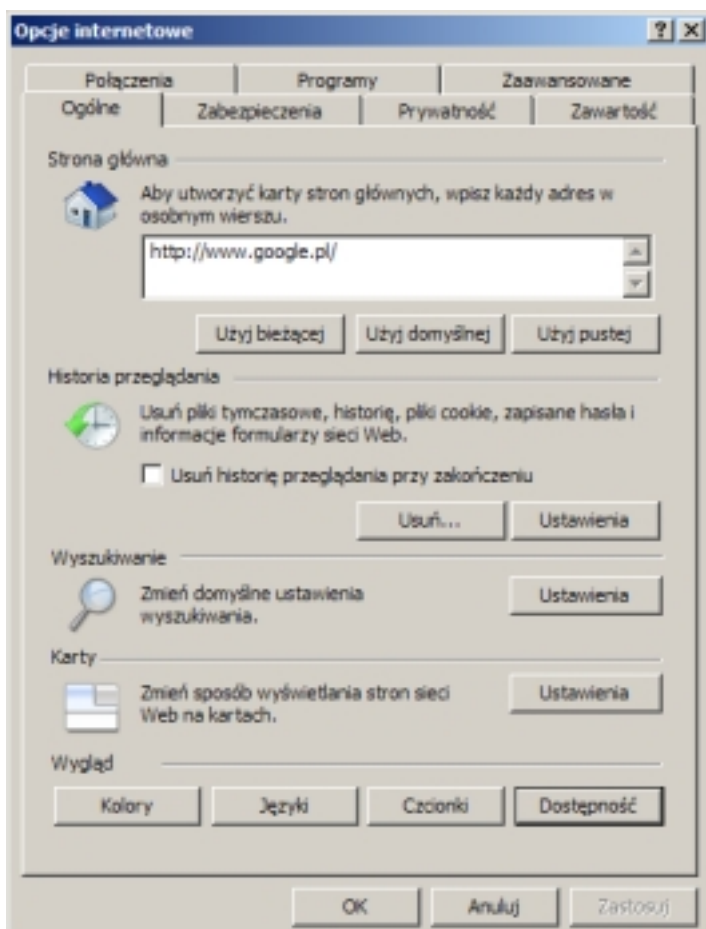 Opcje internetowe
Połączenia Programy Zaawansowane
Ogólne Zabezpieczenia Prywatność Zawartość
Strona główna
Aby utworzyć karty stron głównych, wpisz każdy adres w
osobnym wierszu.
http://www.google.pl/
Użyj bieżącej Użyj domyślnej Użyj pustej
Historia przeglądania
Usuń pliki tymczasowe, historię, pliki cookie, zapisane hasła i
informacje formularzy sieci Web.
Usuń historię przeglądania przy zakończeniu
Usuń... Ustawienia
Wyszukiwanie
Zmień domyślne ustawienia
wyszukiwania.
Ustawienia
Karty
Zmień sposób wyświetlania stron sieci
Web na kartach.
Ustawienia
Wygląd
Kolory Języki Czcionki Dostępność
OK Anuluj Zastosuj